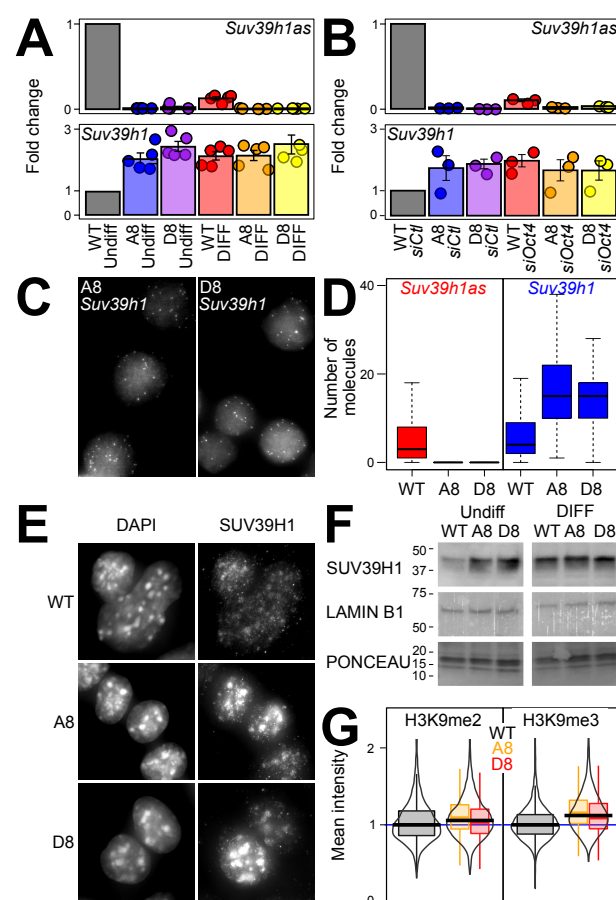 A
Suv39h1as
Fold change
1
0
Suv39h1
3
1
0
WT Undiff
A8 Undiff
D8 Undiff
WT DIFF
A8 DIFF
D8 DIFF
B
Suv39h1as
Fold change
1
0
Suv39h1
3
1
0
WT siCtl
A8 siCtl
D8 siCtl
WT siOct4
A8 siOct4
D8 siOct4
C
A8
Suv39h1
D8
Suv39h1
D
Suv39h1as
Suv39h1
Number of
molecules
40
20
0
WT A8 D8 WT A8 D8
E
DAPI SUV39H1
WT
A8
D8
F
Undiff DIFF
WT A8 D8 WT A8 D8
SUV39H1
50
37
LAMIN B1
75
50
PONCEAU
20
15
10
G
H3K9me2 H3K9me3
WT
A8
D8
Mean intensity
2
1
0